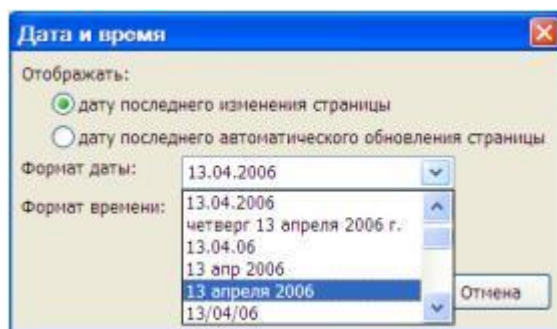 Дата и время
Отображать:
дату последнего изменения страницы
дату последнего автоматического обновления страницы
Формат даты: 13.04.2006
Формат времени:
13.04.2006
четверг 13 апреля 2006 г.
13.04.06
13 апр 2006
13 апреля 2006
13/04/06
Отмена